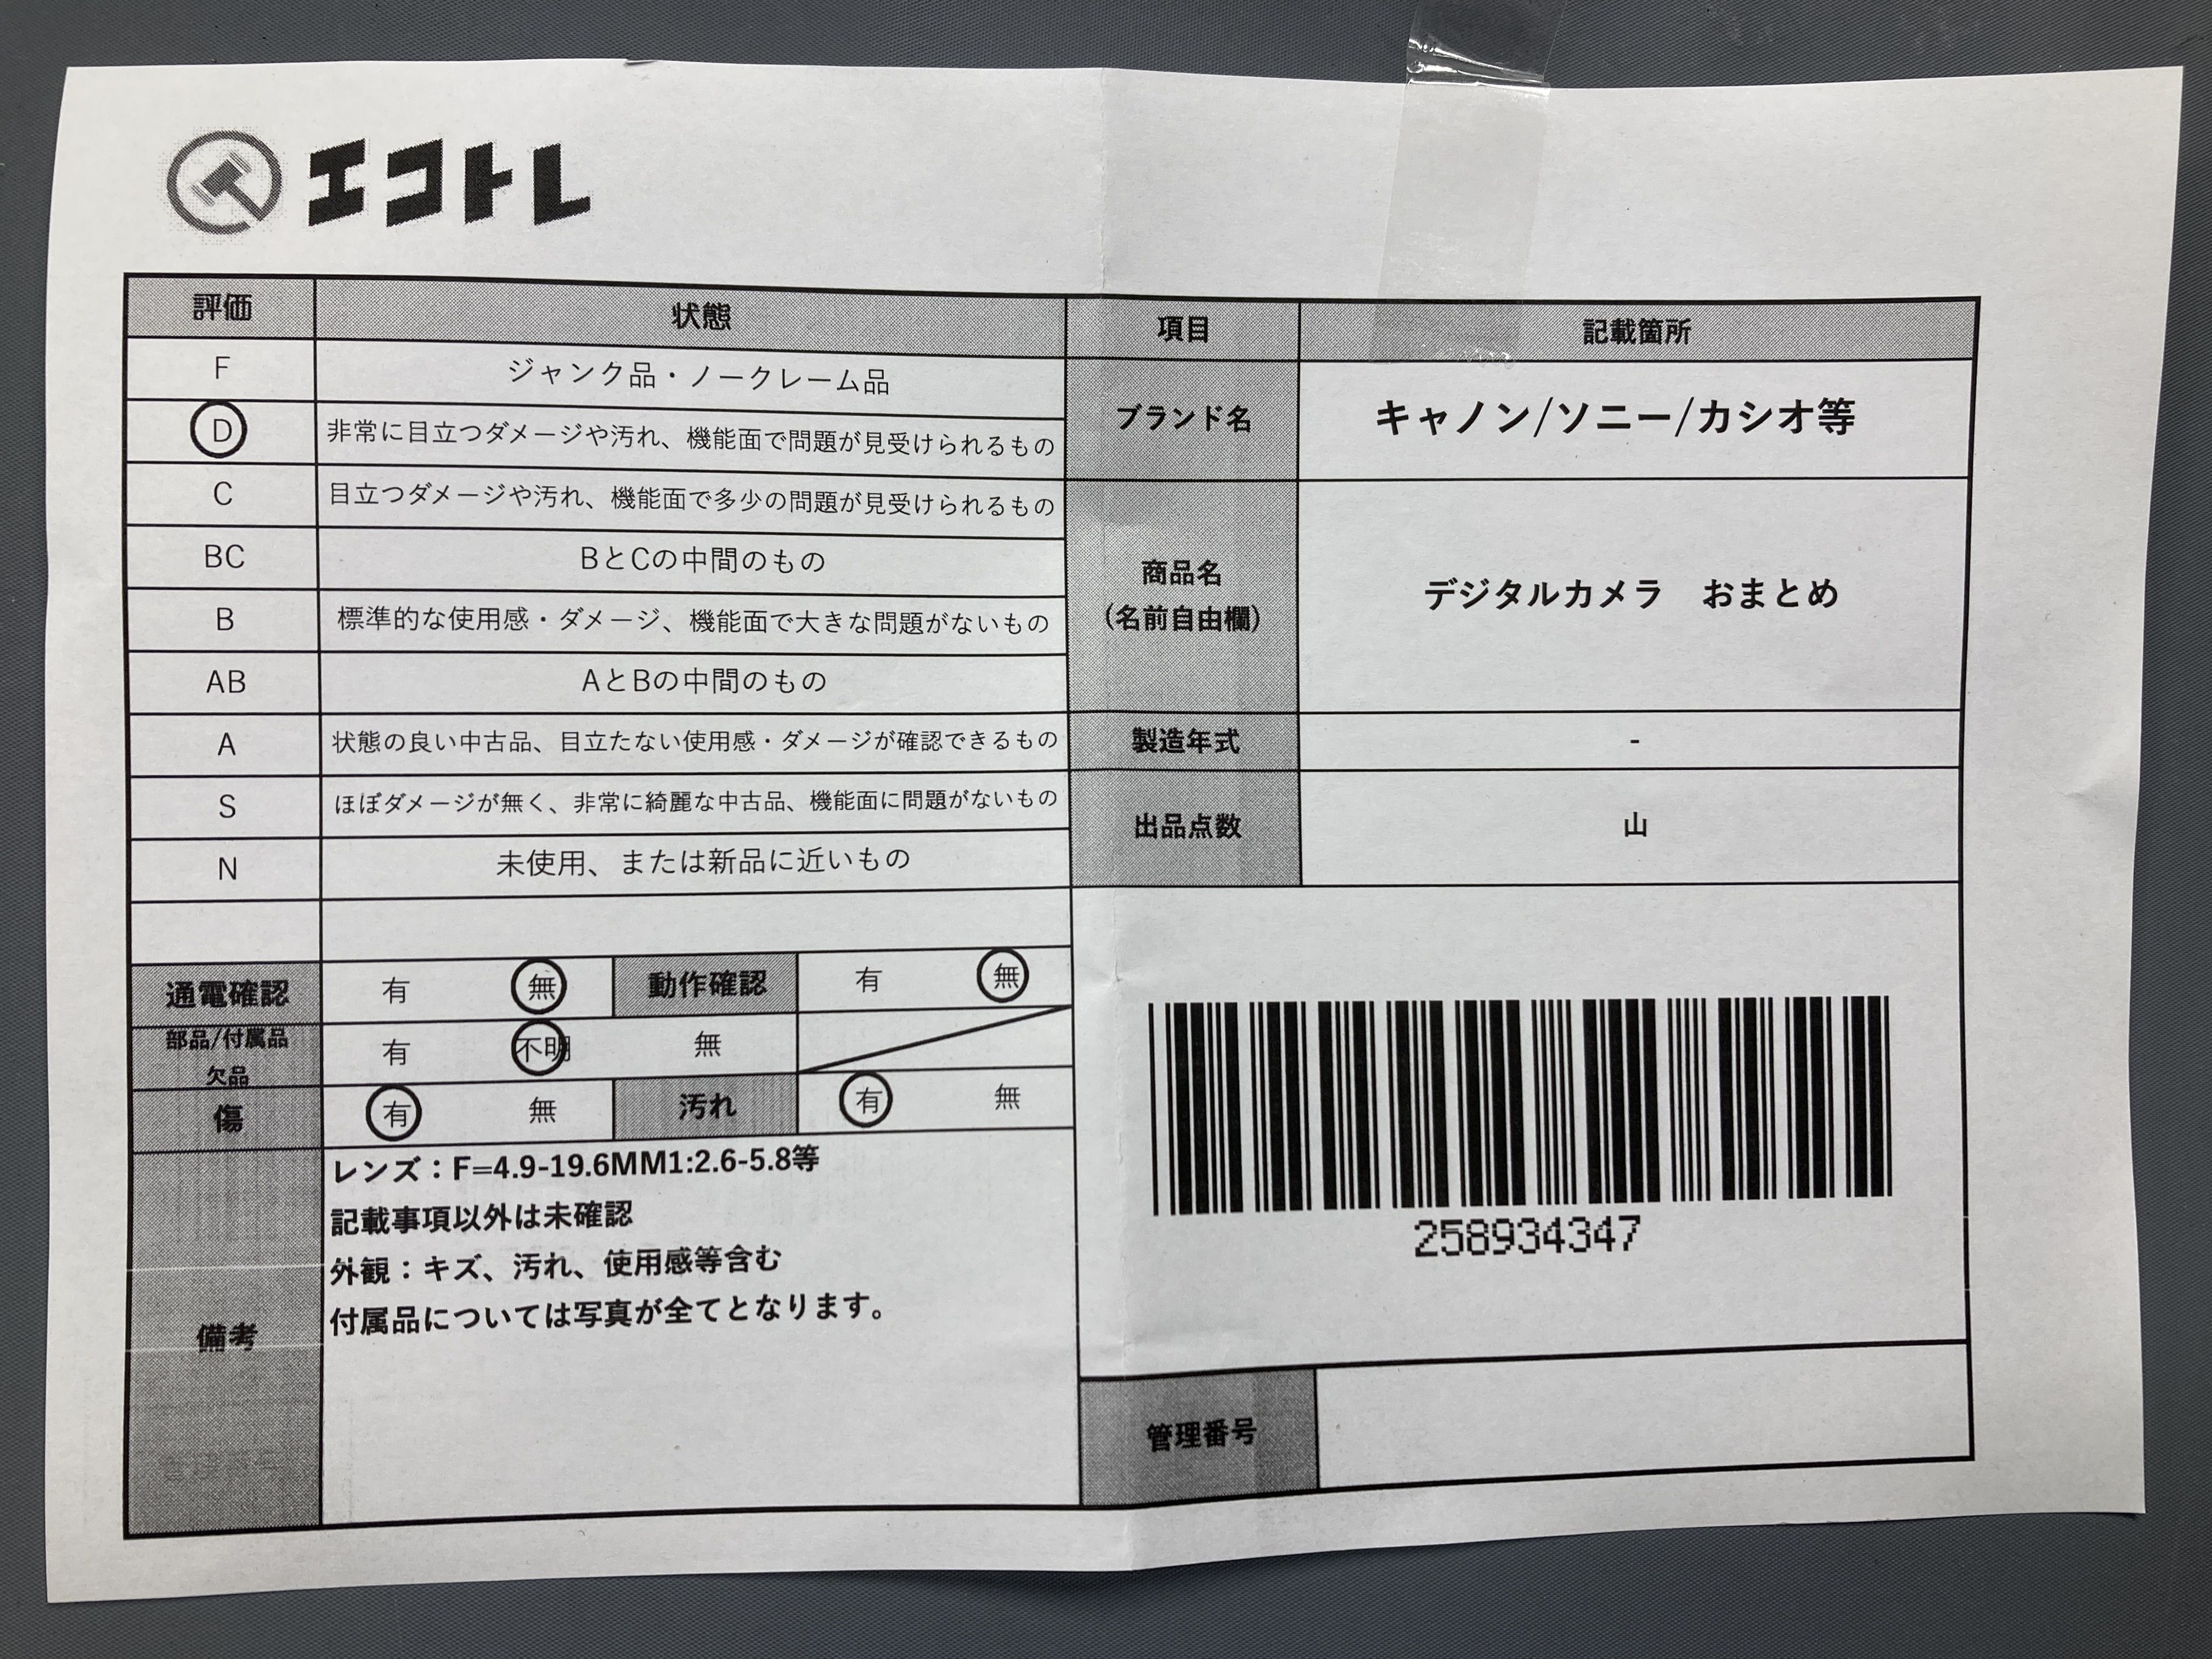 エコトレ
評価 状態
F ジャンク品・ノークレーム品
D 非常に目立つダメージや汚れ、機能面で問題が見受けられるもの
C 目立つダメージや汚れ、機能面で多少の問題が見受けられるもの
BC BとCの中間のもの
B 標準的な使用感・ダメージ、機能面で大きな問題がないもの
AB AとBの中間のもの
A 状態の良い中古品、目立たない使用感・ダメージが確認できるもの
S ほぼダメージが無く、非常に綺麗な中古品、機能面に問題がないもの
N 未使用、または新品に近いもの
通電確認 有 無 動作確認 有 無
部品/付属品
欠品 有 不明 無
傷 有 無 汚れ 有 無
備考
レンズ：F=4.9-19.6MM1:2.6-5.8等
記載事項以外は未確認
外観：キズ、汚れ、使用感等含む
付属品については写真が全てとなります。
項目 記載箇所
ブランド名 キャノン/ソニー/カシオ等
商品名
(名前自由欄) デジタルカメラ　おまとめ
製造年式 -
出品点数 山
258934347
管理番号